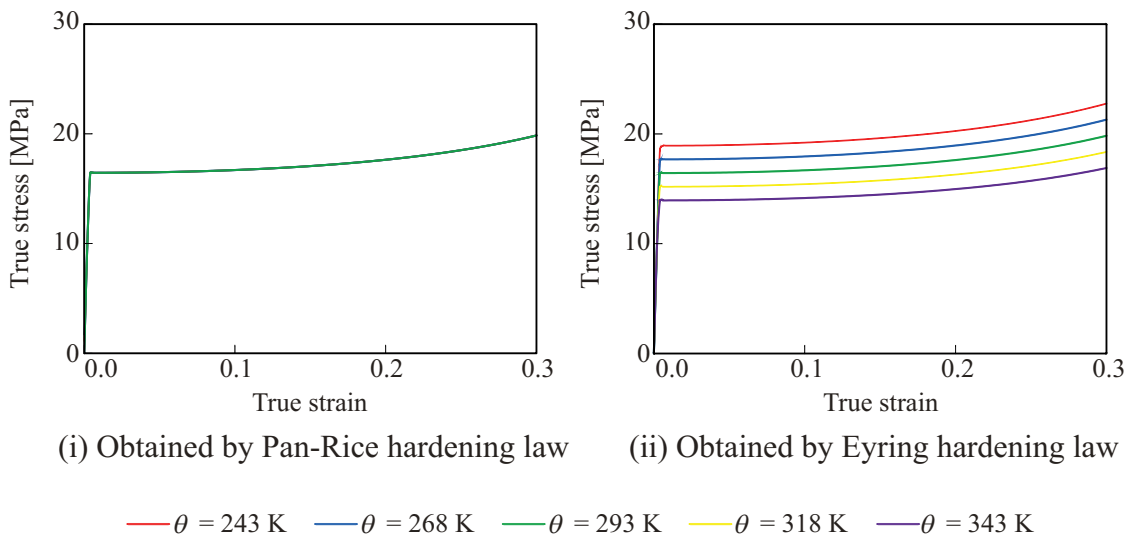 30
20
10
0
0.0 0.1 0.2 0.3
True stress [MPa]
True strain
(i) Obtained by Pan-Rice hardening law
30
20
10
0
0.0 0.1 0.2 0.3
True stress [MPa]
True strain
(ii) Obtained by Eyring hardening law
θ = 243 K θ = 268 K θ = 293 K θ = 318 K θ = 343 K